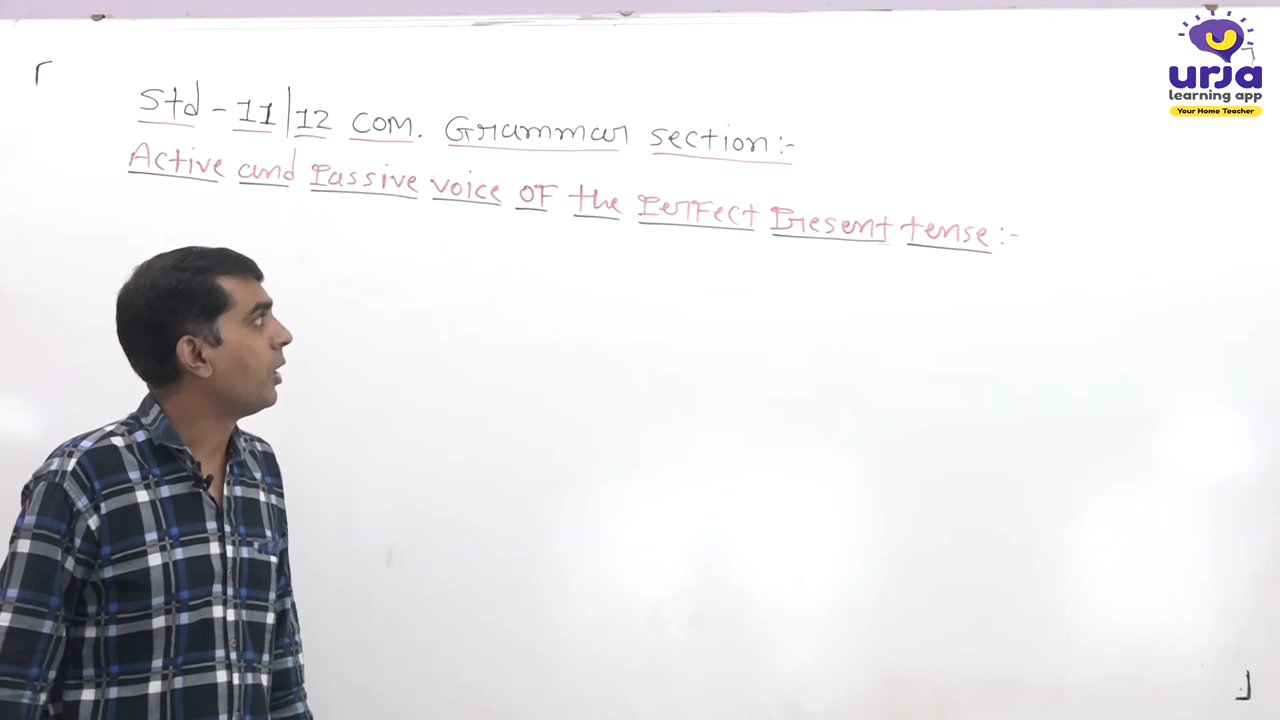 Std - 11|12 com. Grammar section:-
Active and Passive voice OF the Perfect Present tense:-
urja
learning app
Your Home Teacher